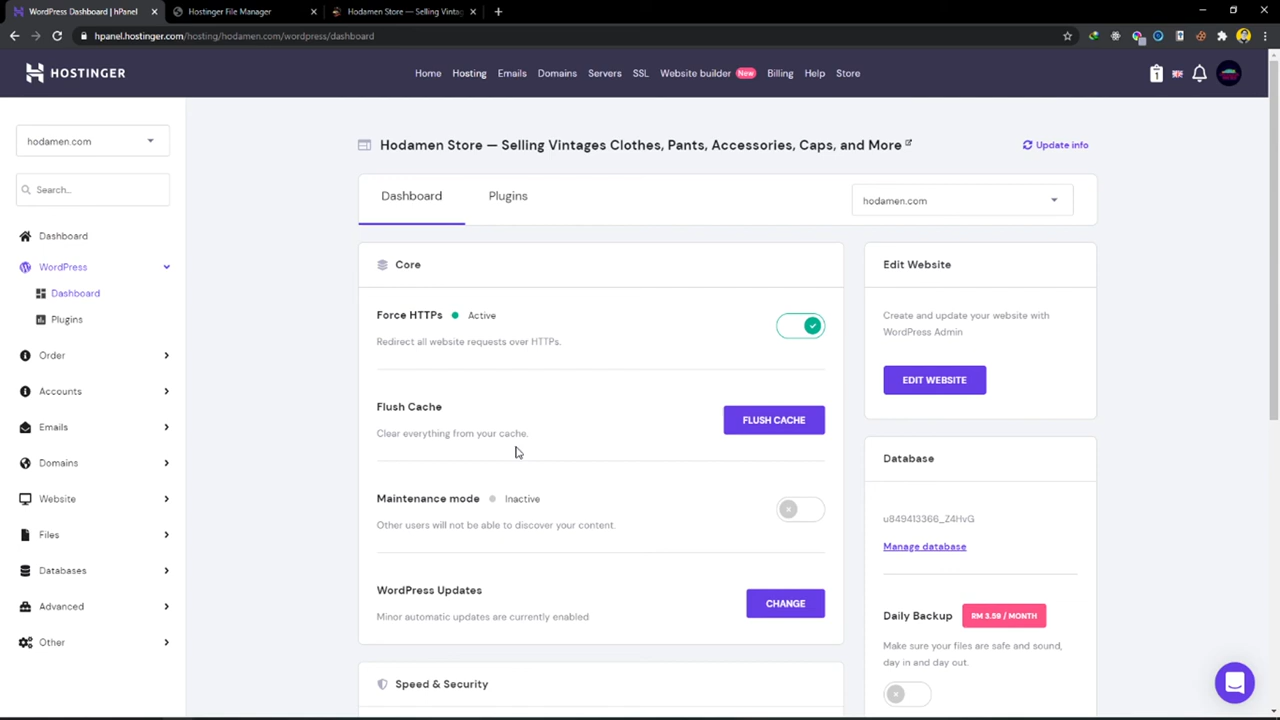 WordPress Dashboard | hPanel
Hostinger File Manager
Hodamen Store — Selling Vintag
hpanel.hostinger.com/hosting/hodamen.com/wordpress/dashboard
HOSTINGER
Home
Hosting
Emails
Domains
Servers
SSL
Website builder New
Billing
Help
Store
1
hodamen.com
Search...
Dashboard
WordPress
Dashboard
Plugins
Order
Accounts
Emails
Domains
Website
Files
Databases
Advanced
Other
Hodamen Store — Selling Vintages Clothes, Pants, Accessories, Caps, and More
Update info
Dashboard
Plugins
hodamen.com
Core
Force HTTPs Active
Redirect all website requests over HTTPs.
Flush Cache
Clear everything from your cache.
FLUSH CACHE
Maintenance mode Inactive
Other users will not be able to discover your content.
WordPress Updates
Minor automatic updates are currently enabled
CHANGE
Speed & Security
Edit Website
Create and update your website with
WordPress Admin
EDIT WEBSITE
Database
u849413366_Z4HvG
Manage database
Daily Backup RM 3.59 / MONTH
Make sure your files are safe and sound,
day in and day out.